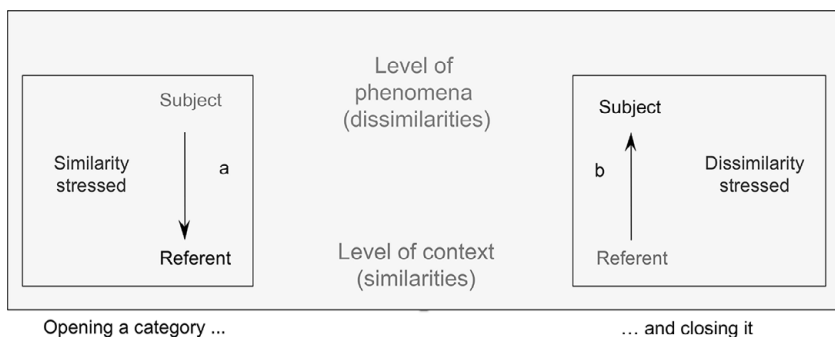 Level of
phenomena
(dissimilarities)
Subject
Similarity
stressed
a
Referent
Level of context
(similarities)
Subject
b
Dissimilarity
stressed
Referent
Opening a category ...
... and closing it